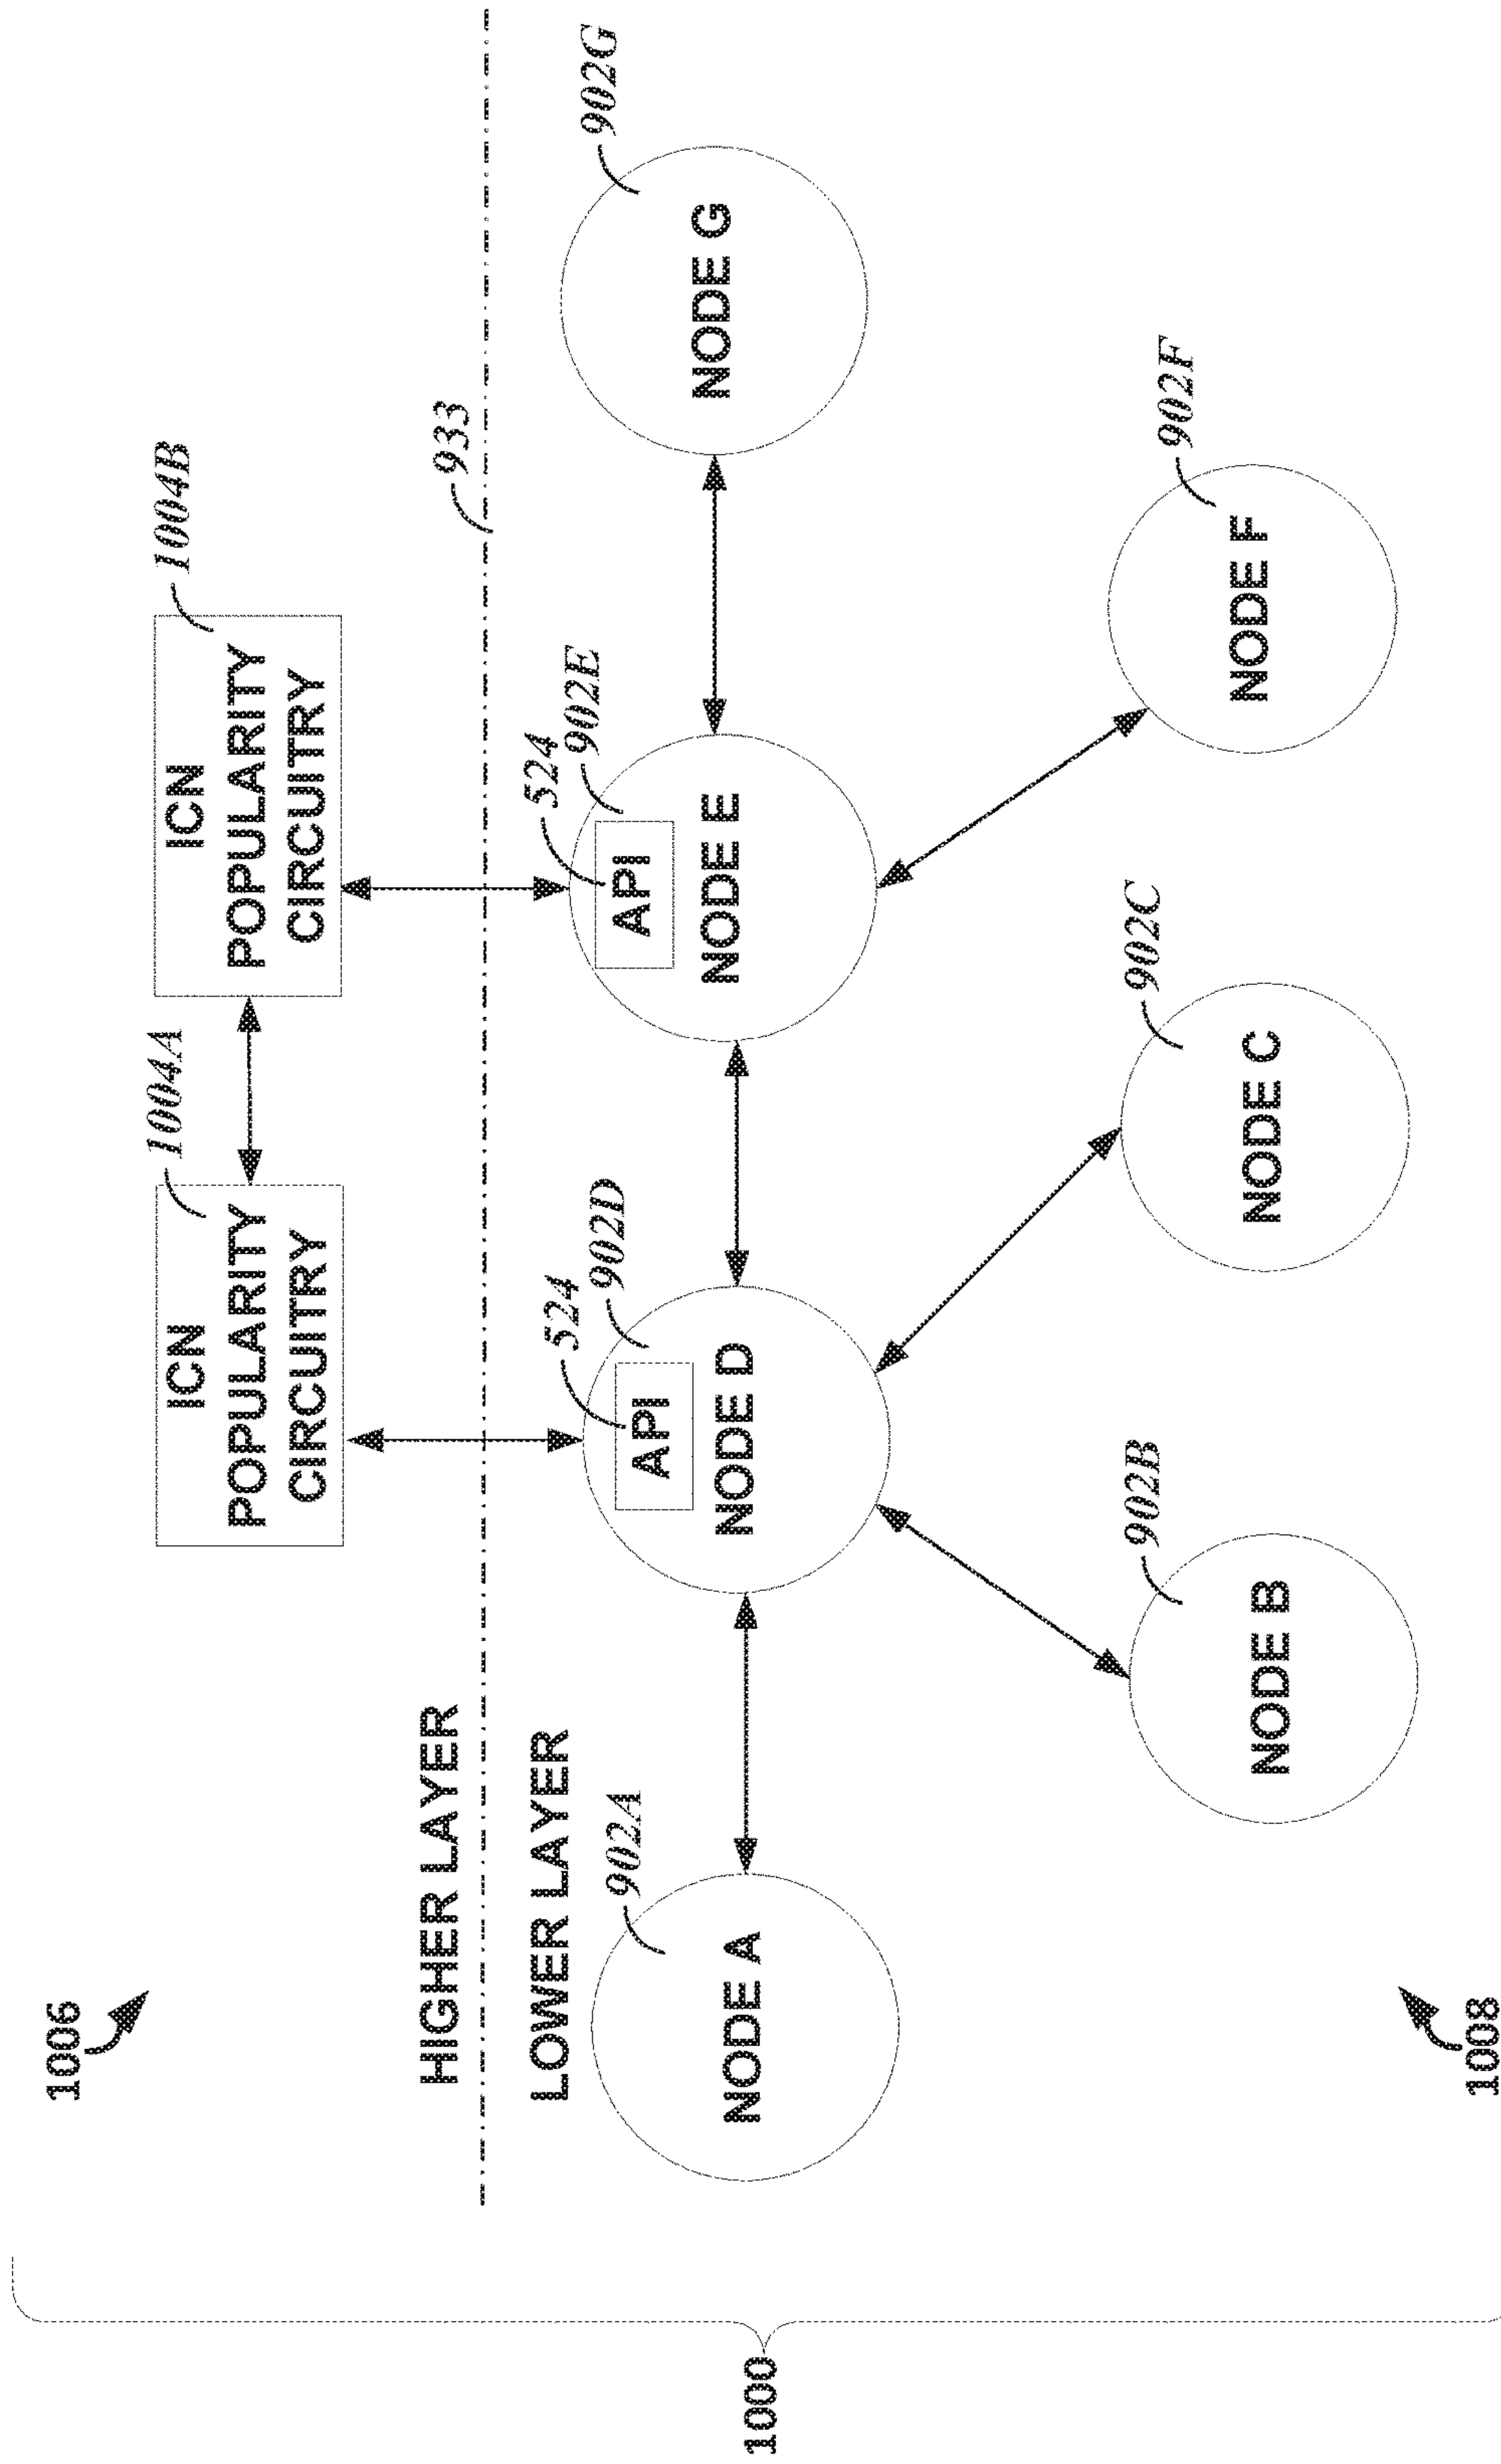 1006
1004A
1004B
ICN
POPULARITY
CIRCUITRY
ICN
POPULARITY
CIRCUITRY
933
HIGHER LAYER
LOWER LAYER
902A
NODE A
524
902D
API
NODE D
524
902E
API
NODE E
902G
NODE G
1000
902B
NODE B
902C
NODE C
902F
NODE F
1008